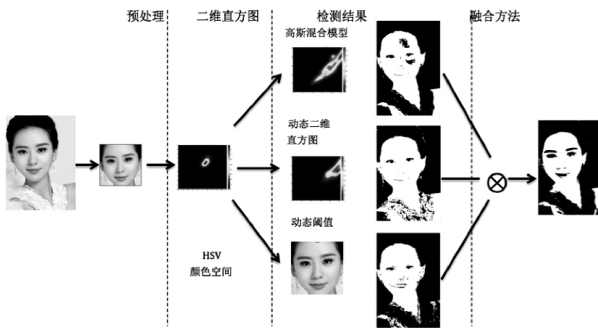 预处理
二维直方图
检测结果
融合方法
高斯混合模型
动态二维
直方图
动态阈值
HSV
颜色空间